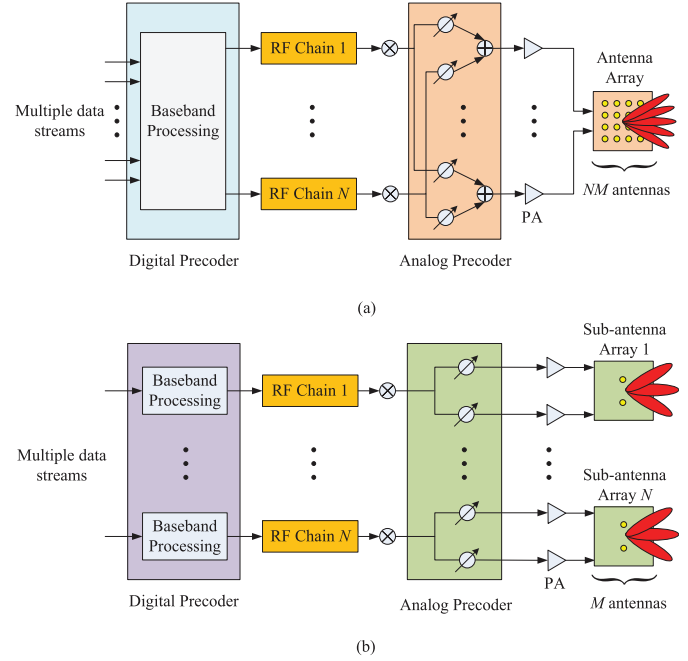 Multiple data
streams
Baseband
Processing
RF Chain 1
RF Chain N
Antenna
Array
NM antennas
PA
Digital Precoder
Analog Precoder
(a)
Multiple data
streams
Baseband
Processing
Baseband
Processing
RF Chain 1
RF Chain N
Sub-antenna
Array 1
Sub-antenna
Array N
PA
M antennas
Digital Precoder
Analog Precoder
(b)